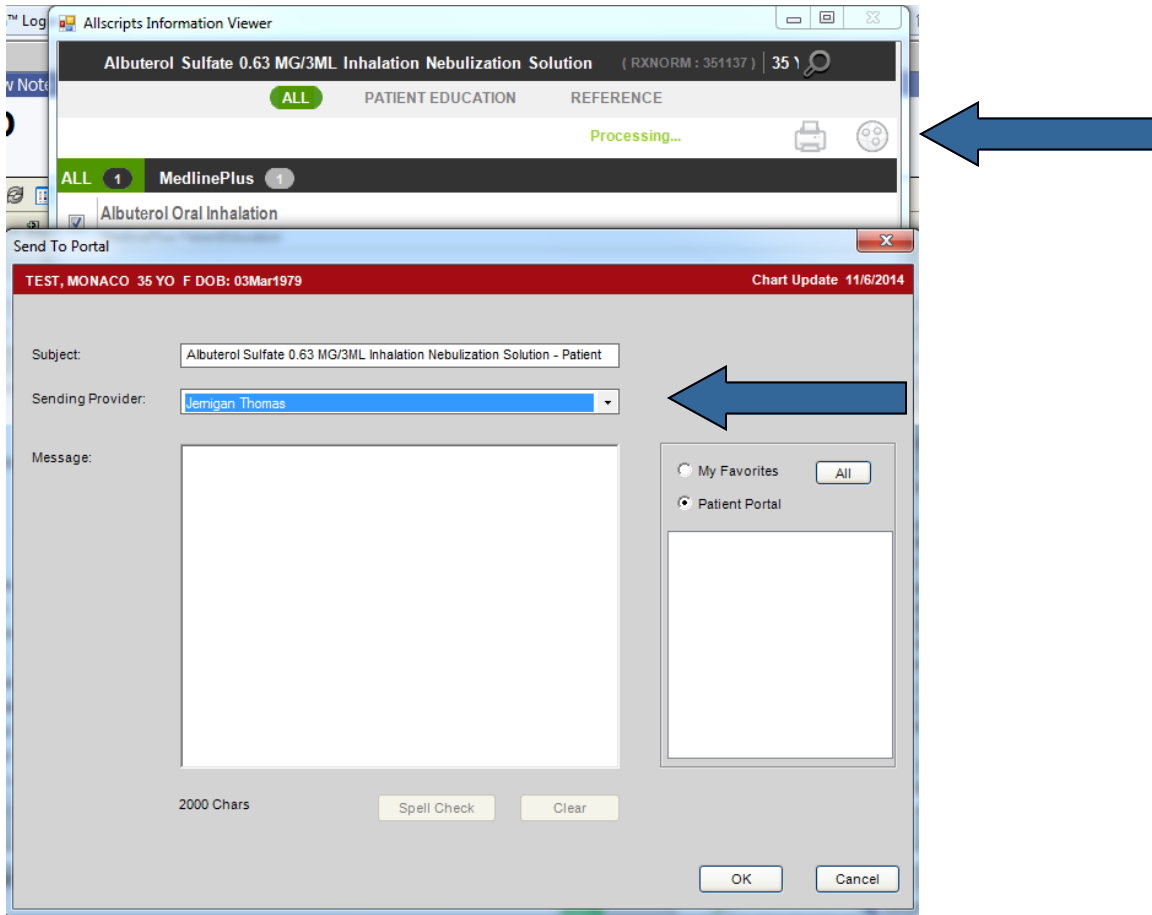 ™ Log
Allscripts Information Viewer
Albuterol Sulfate 0.63 MG/3ML Inhalation Nebulization Solution ( RXNORM : 351137 ) 35 Y
w Note
ALL PATIENT EDUCATION REFERENCE
Processing...
ALL 1 MedlinePlus 1
Albuterol Oral Inhalation
Send To Portal
TEST, MONACO 35 YO F DOB: 03Mar1979 Chart Update 11/6/2014
Subject: Albuterol Sulfate 0.63 MG/3ML Inhalation Nebulization Solution - Patient
Sending Provider: Jernigan Thomas
Message:
My Favorites All
Patient Portal
2000 Chars Spell Check Clear
OK Cancel